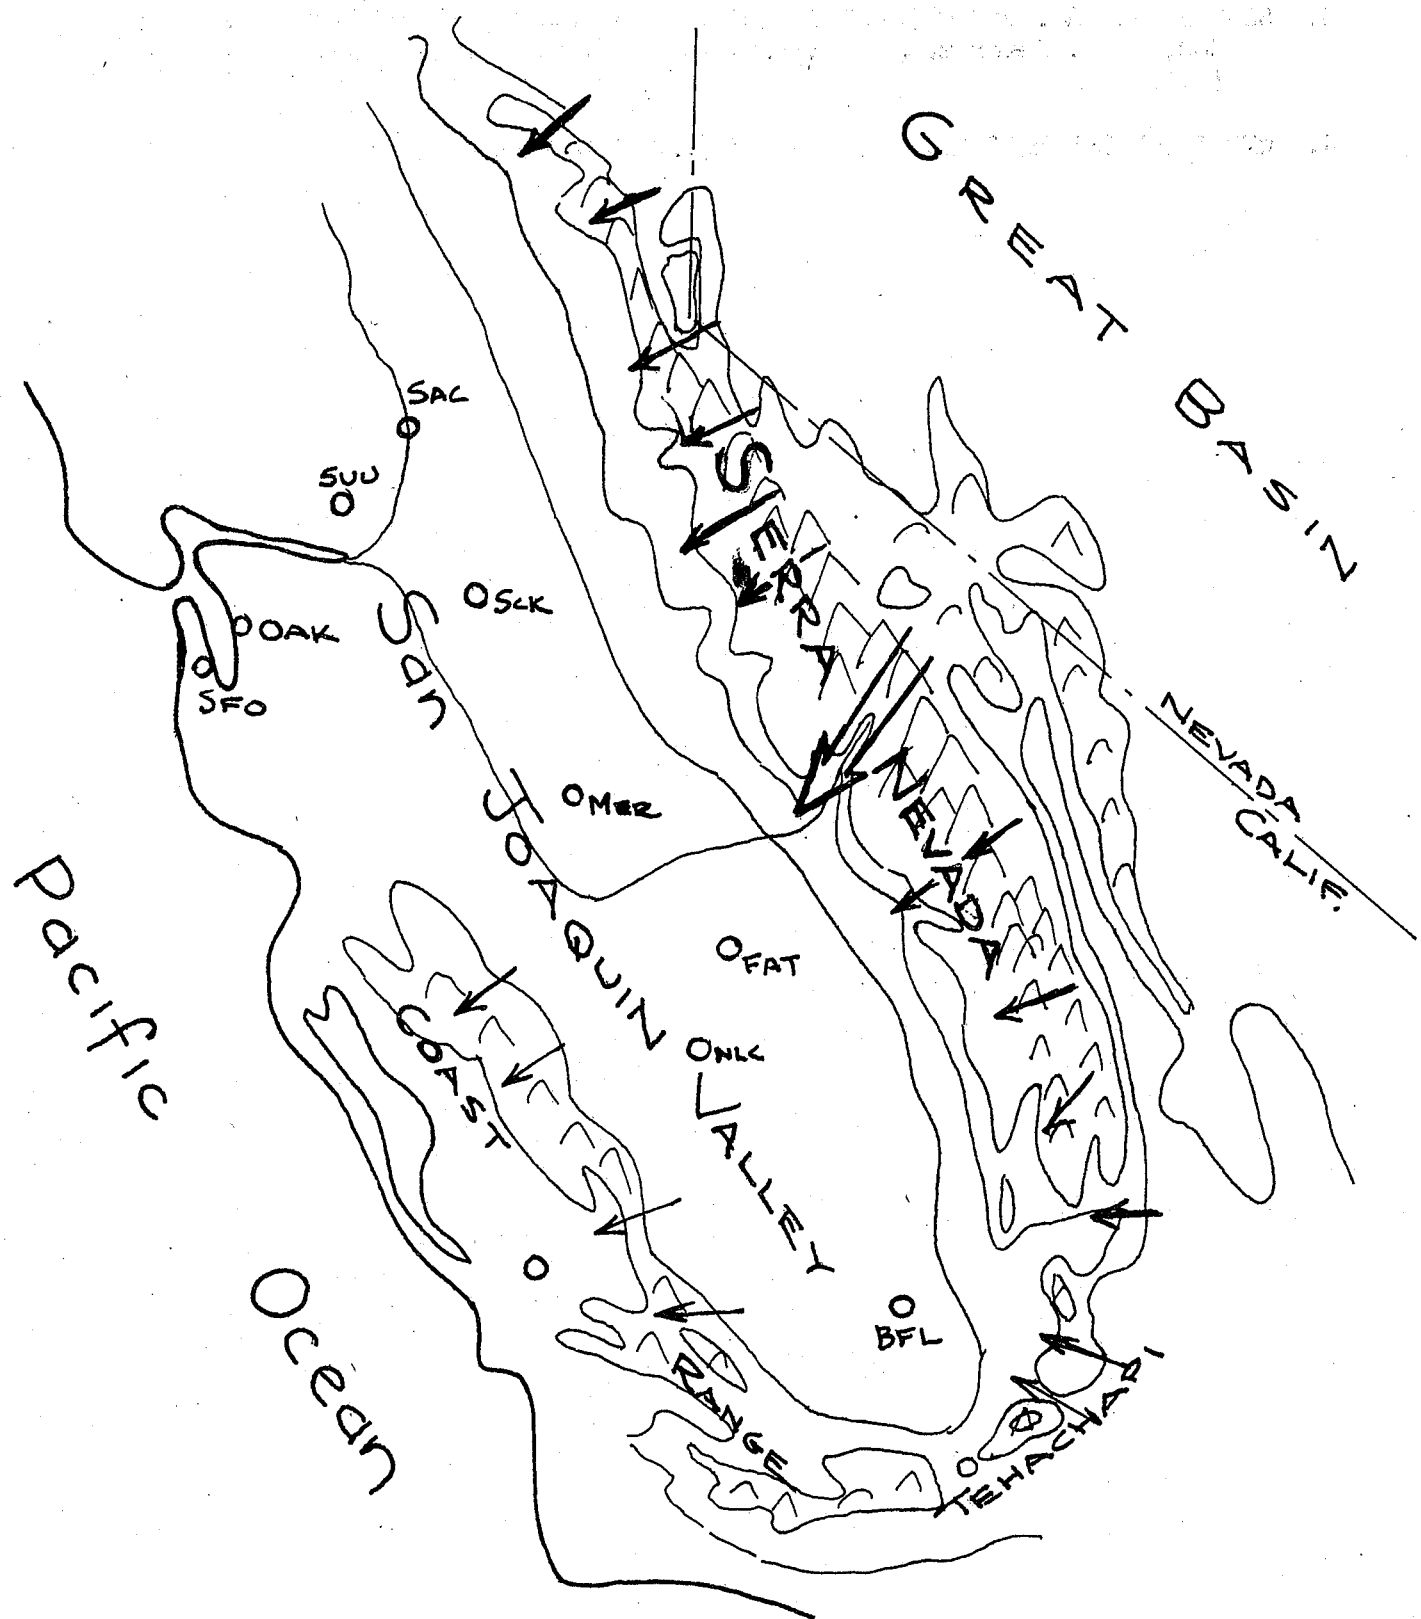 GREAT BASIN
SAC
SUU
SIERRA NEVADA
SCK
OAK
SFO
San JOAQUIN VALLEY
NEVADA
CALIF.
MER
Pacific Ocean
FAT
NLC
COAST RANGE
BFL
TEHACHAPI